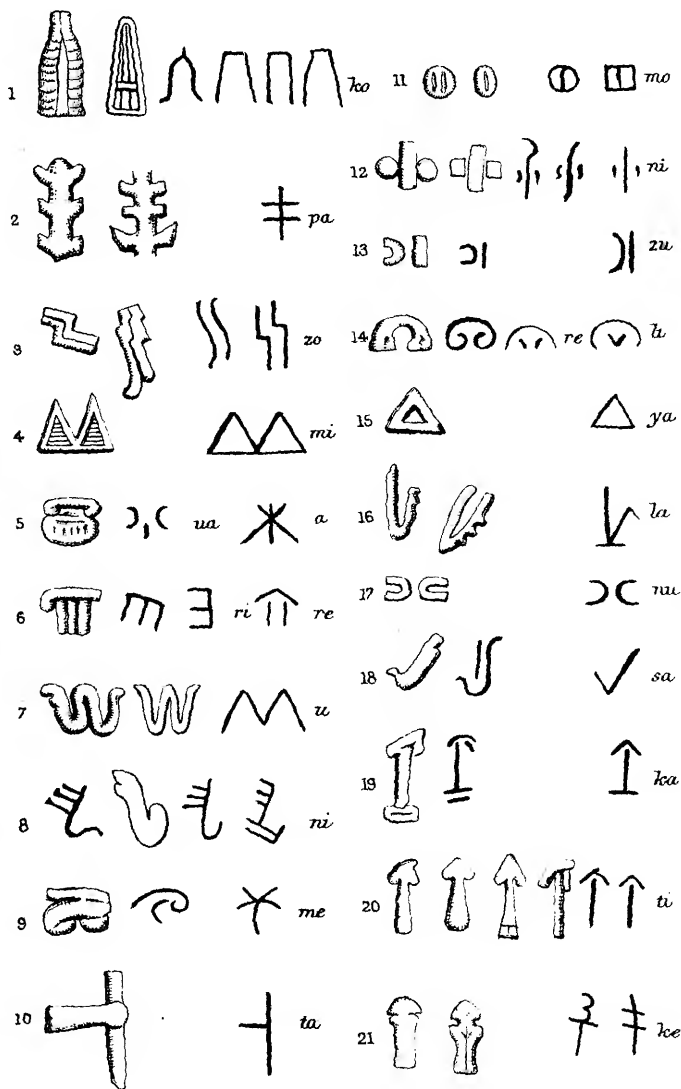 1 ko
2 pa
3 zo
4 mi
5 ua a
6 ri re
7 u
8 ni
9 me
10 ta
11 mo
12 ni
13 zu
14 re li
15 ya
16 la
17 nu
18 sa
19 ka
20 ti
21 ke